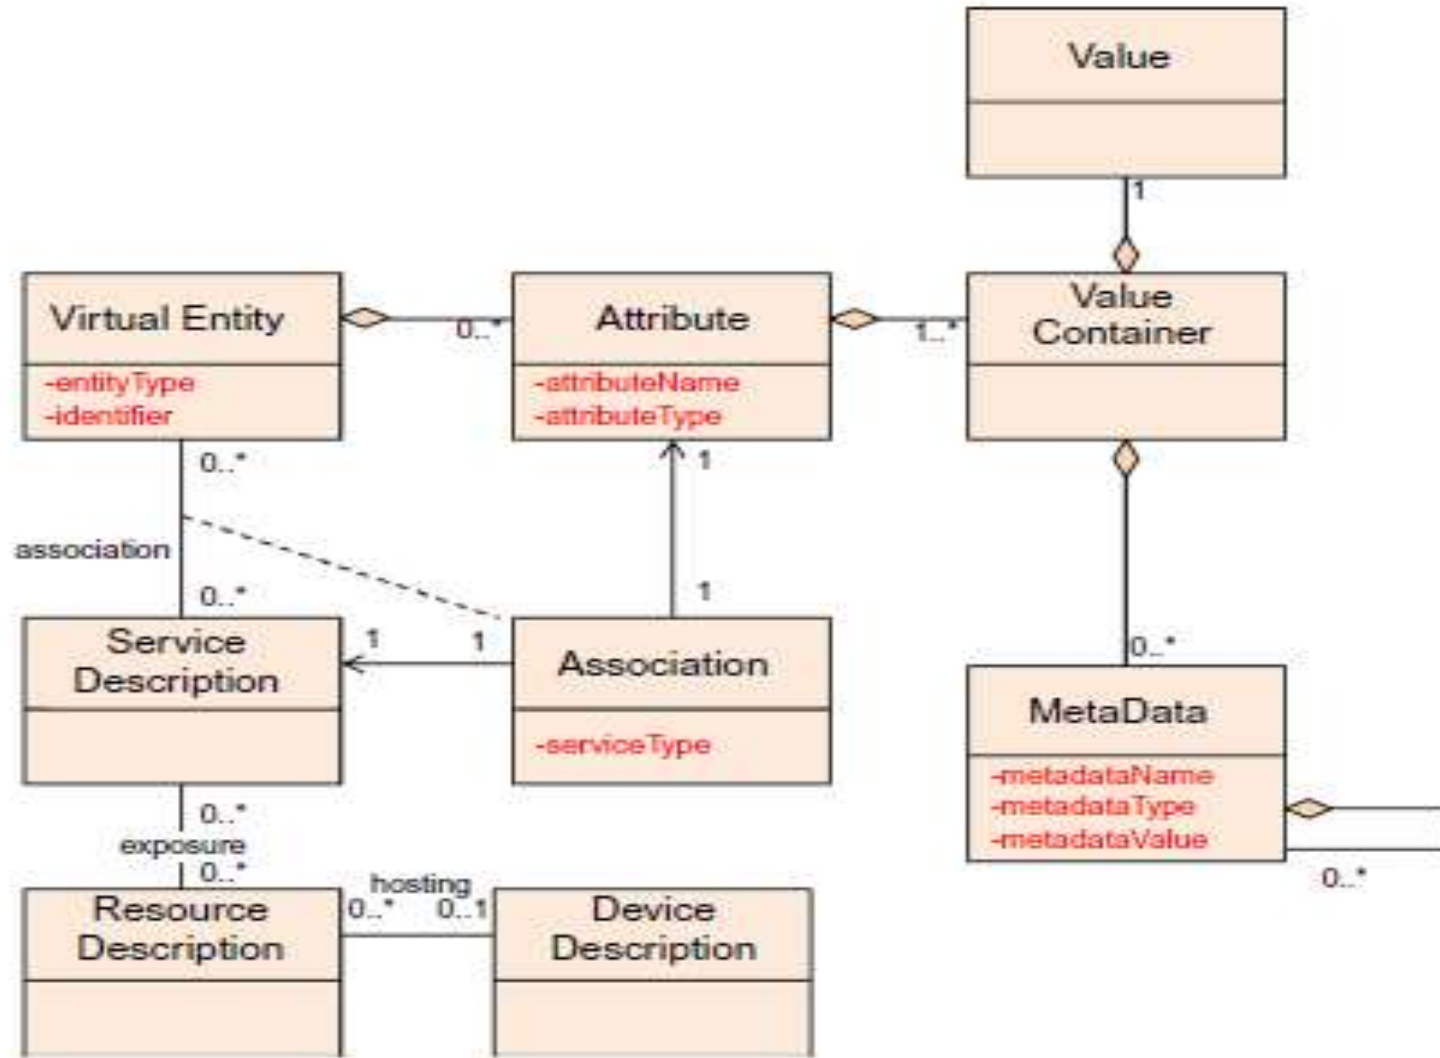 Value
1
Virtual Entity
-entityType
-identifier
0..*
Attribute
-attributeName
-attributeType
1..*
Value
Container
0..*
association
0..*
1
1
Service
Description
1
1
Association
-serviceType
0..*
MetaData
-metadataName
-metadataType
-metadataValue
0..*
0..*
exposure
0..*
Resource
Description
hosting
0..*
0..1
Device
Description